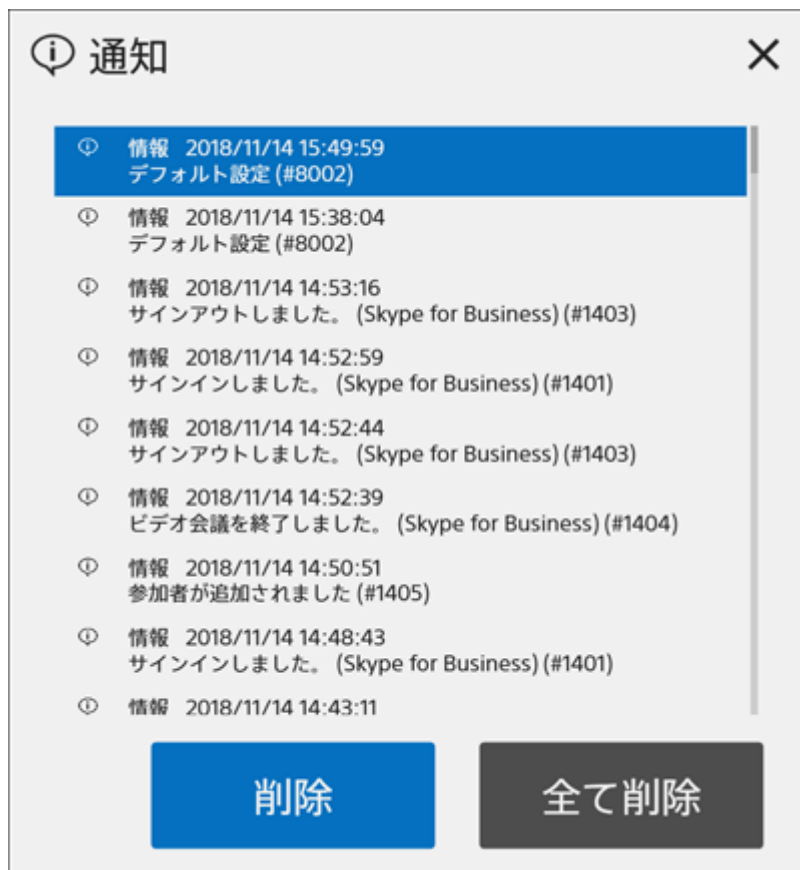 通知
情報 2018/11/14 15:49:59
デフォルト設定 (#8002)
情報 2018/11/14 15:38:04
デフォルト設定 (#8002)
情報 2018/11/14 14:53:16
サインアウトしました。 (Skype for Business) (#1403)
情報 2018/11/14 14:52:59
サインインしました。 (Skype for Business) (#1401)
情報 2018/11/14 14:52:44
サインアウトしました。 (Skype for Business) (#1403)
情報 2018/11/14 14:52:39
ビデオ会議を終了しました。 (Skype for Business) (#1404)
情報 2018/11/14 14:50:51
参加者が追加されました (#1405)
情報 2018/11/14 14:48:43
サインインしました。 (Skype for Business) (#1401)
情報 2018/11/14 14:43:11
削除 全て削除